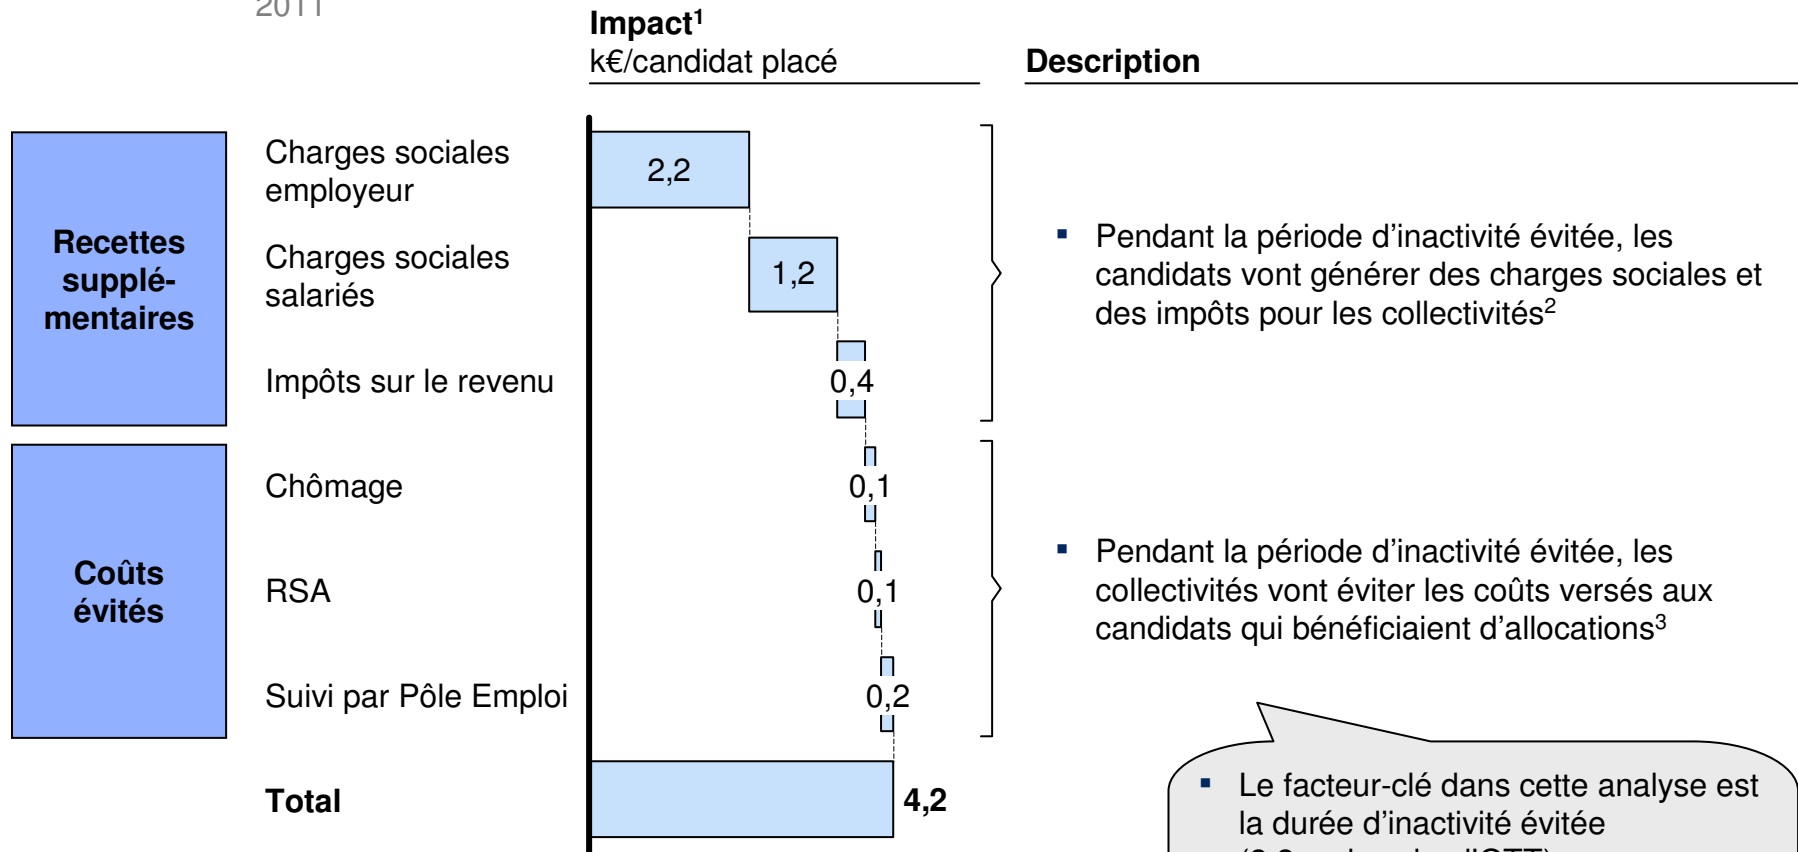 2011
Impact¹
k€/candidat placé
Description
Recettes
supplé-
mentaires
Charges sociales
employeur
2,2
Charges sociales
salariés
1,2
Impôts sur le revenu
0,4
▪ Pendant la période d’inactivité évitée, les
candidats vont générer des charges sociales et
des impôts pour les collectivités²
Coûts
évités
Chômage
0,1
RSA
0,1
Suivi par Pôle Emploi
0,2
▪ Pendant la période d’inactivité évitée, les
collectivités vont éviter les coûts versés aux
candidats qui bénéficiaient d’allocations³
Total
4,2
▪ Le facteur-clé dans cette analyse est
la durée d’inactivité évitée